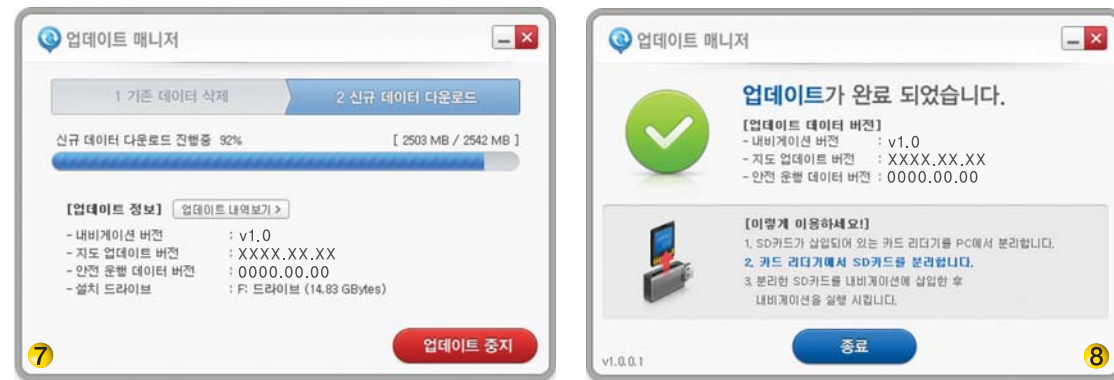 업데이트 매니저
1 기존 데이터 삭제
2 신규 데이터 다운로드
신규 데이터 다운로드 진행중 92%
[ 2503 MB / 2542 MB ]
[업데이트 정보] 업데이트 내역보기 >
- 내비게이션 버전 : v1.0
- 지도 업데이트 버전 : XXXX.XX.XX
- 안전 운행 데이터 버전 : 0000.00.00
- 설치 드라이브 : F: 드라이브 (14.83 GBytes)
업데이트 중지
7
업데이트 매니저
업데이트가 완료 되었습니다.
[업데이트 데이터 버전]
- 내비게이션 버전 : v1.0
- 지도 업데이트 버전 : XXXX.XX.XX
- 안전 운행 데이터 버전 : 0000.00.00
[이렇게 이용하세요!]
1. SD카드가 삽입되어 있는 카드 리더기를 PC에서 분리합니다.
2. 카드 리더기에서 SD카드를 분리합니다.
3. 분리한 SD카드를 내비게이션에 삽입한 후
내비게이션을 실행 시킵니다.
종료
v1.0.0.1
8